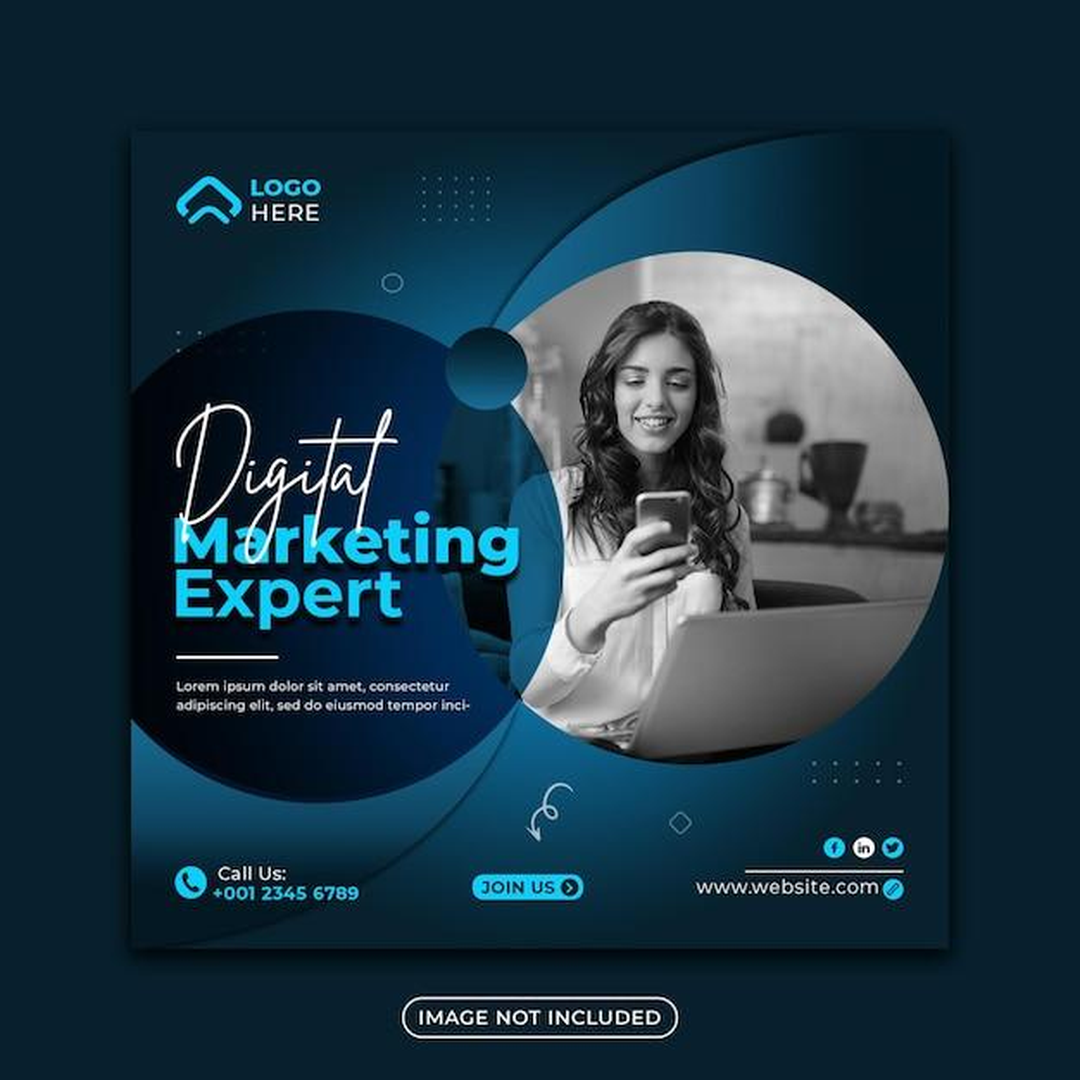 LOGO
HERE
Digital
Marketing
Expert
Lorem ipsum dolor sit amet, consectetur
adipiscing elit, sed do eiusmod tempor inci-
Call Us:
+001 2345 6789
JOIN US
f
in
www.website.com
IMAGE NOT INCLUDED